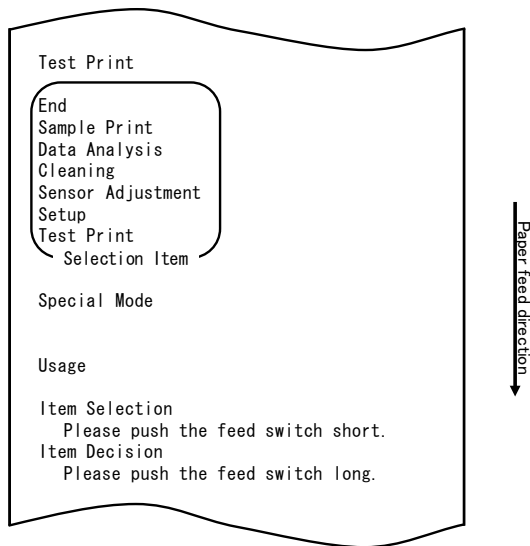 Test Print
End
Sample Print
Data Analysis
Cleaning
Sensor Adjustment
Setup
Test Print
Selection Item
Special Mode
Usage
Item Selection
Please push the feed switch short.
Item Decision
Please push the feed switch long.
Paper feed direction